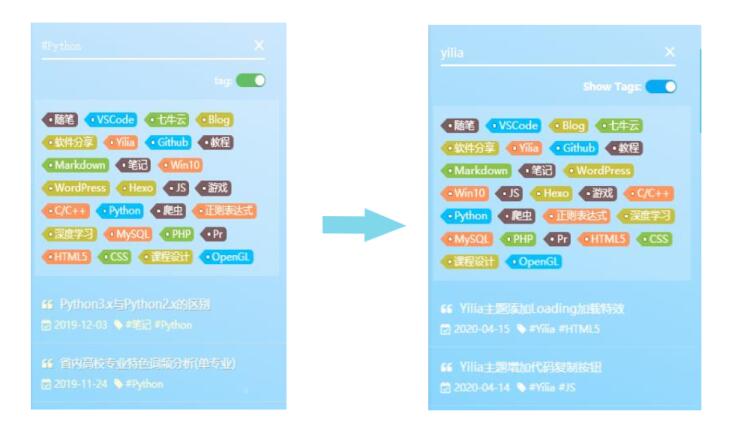 #Python
tag:
随笔 VSCode 七牛云 Blog
软件分享 Yilia Github 教程
Markdown 笔记 Win10
WordPress Hexo JS 游戏
C/C++ Python 爬虫 正则表达式
深度学习 MySQL PHP Pr
HTML5 CSS 课程设计 OpenGL
Python3.x与Python2.x的区别
2019-12-03 #笔记 #Python
省内高校专业特色词频分析(单专业)
2019-11-24 #Python
yilia
Show Tags:
随笔 VSCode Blog 七牛云
软件分享 Yilia Github 教程
Markdown 笔记 WordPress
Win10 JS Hexo 游戏 C/C++
Python 爬虫 正则表达式 深度学习
MySQL PHP Pr HTML5 CSS
课程设计 OpenGL
Yilia主题添加Loading加载特效
2020-04-15 #Yilia #HTML5
Yilia主题增加代码复制按钮
2020-04-14 #Yilia #JS